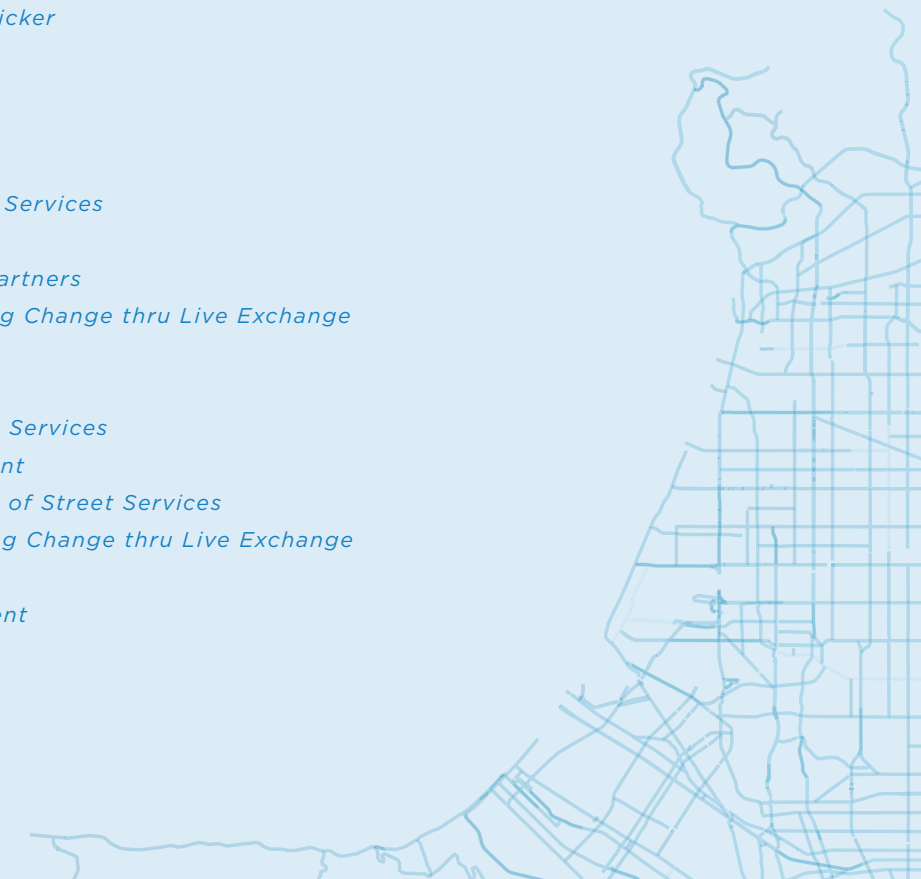 icker
Services
artners
g Change thru Live Exchange
Services
nt
of Street Services
g Change thru Live Exchange
ent